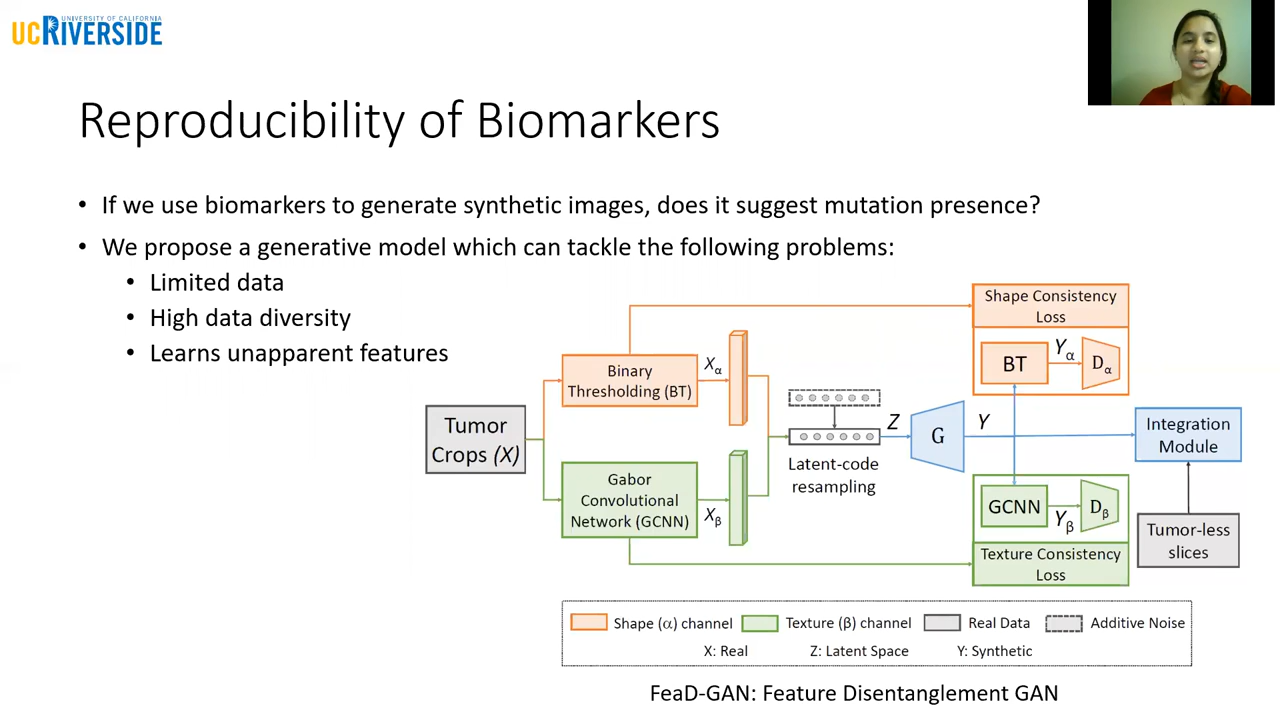 UNIVERSITY OF CALIFORNIA
UCRIVERSIDE
Reproducibility of Biomarkers
• If we use biomarkers to generate synthetic images, does it suggest mutation presence?
• We propose a generative model which can tackle the following problems:
• Limited data
• High data diversity
• Learns unapparent features
Shape Consistency
Loss
Binary
Thresholding (BT)
Xα
BT
Yα
Dα
Tumor
Crops (X)
Z
G
Y
Integration
Module
Latent-code
resampling
Gabor
Convolutional
Network (GCNN)
Xβ
GCNN
Yβ
Dβ
Tumor-less
slices
Texture Consistency
Loss
Shape (α) channel
Texture (β) channel
Real Data
Additive Noise
X: Real
Z: Latent Space
Y: Synthetic
FeaD-GAN: Feature Disentanglement GAN